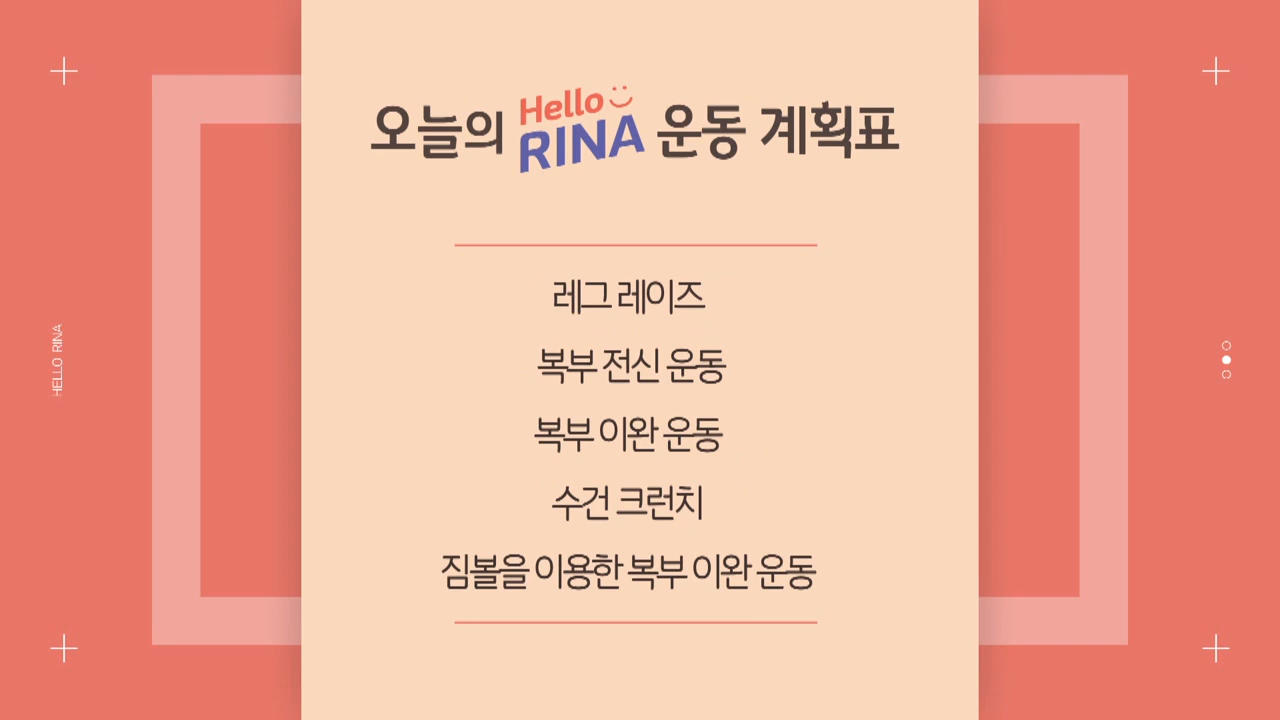 오늘의 Hello RINA 운동 계획표
레그 레이즈
복부 전신 운동
복부 이완 운동
수건 크런치
짐볼을 이용한 복부 이완 운동
HELLO RINA